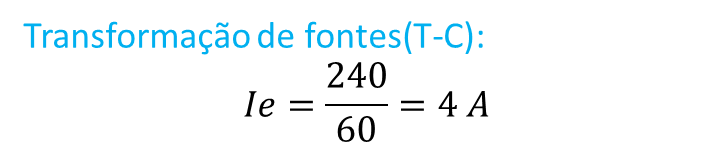 Transformação de fontes(T-C):
Ie = 240/60 = 4 A